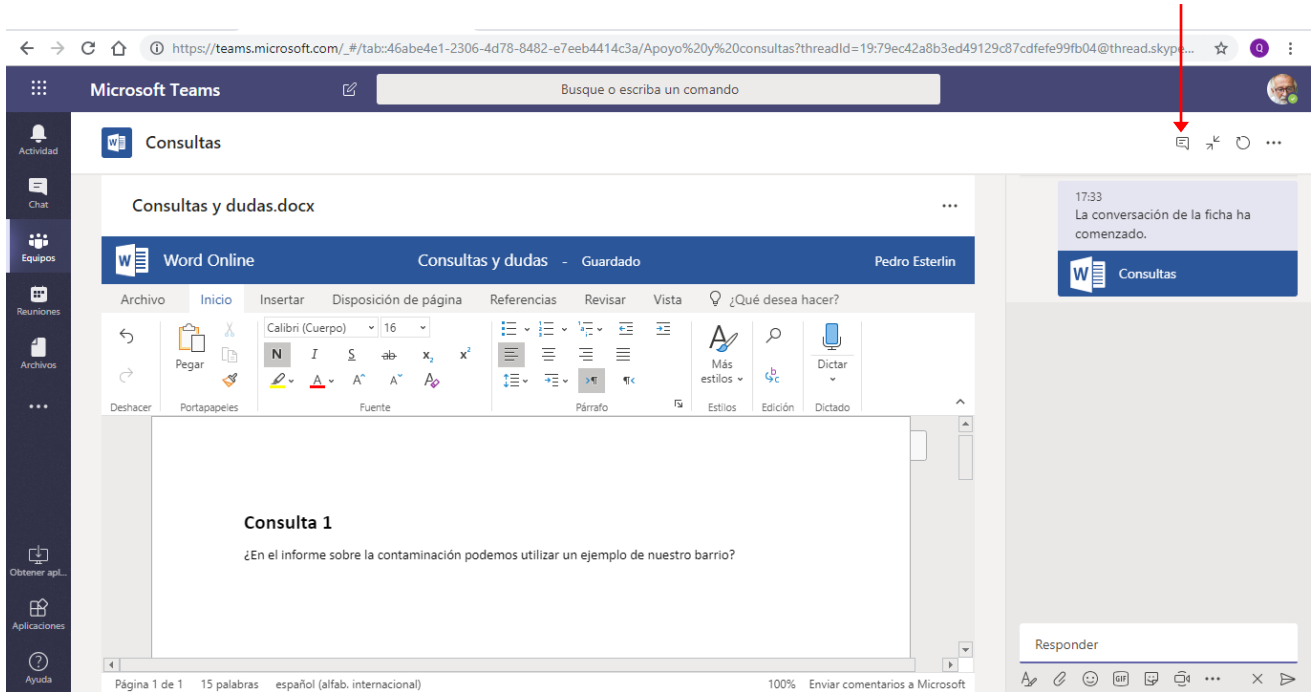 https://teams.microsoft.com/_#/tab::46abe4e1-2306-4d78-8482-e7eeb4414c3a/Apoyo%20y%20consultas?threadId=19:79ec42a8b3ed49129c87cdfefe99fb04@thread.skype... Q
Microsoft Teams Busque o escriba un comando
Actividad
Chat
Equipos
Reuniones
Archivos
Obtener apl...
Aplicaciones
Ayuda
Consultas
Consultas y dudas.docx
Word Online Consultas y dudas - Guardado Pedro Esterlin
Archivo Inicio Insertar Disposición de página Referencias Revisar Vista ¿Qué desea hacer?
Calibri (Cuerpo) 16
Pegar N I S ab x₂ x² Más estilos Dictar
Deshacer Portapapeles Fuente Párrafo Estilos Edición Dictado
Consulta 1
¿En el informe sobre la contaminación podemos utilizar un ejemplo de nuestro barrio?
Página 1 de 1 15 palabras español (alfab. internacional) 100% Enviar comentarios a Microsoft
17:33
La conversación de la ficha ha
comenzado.
Consultas
Responder
GIF